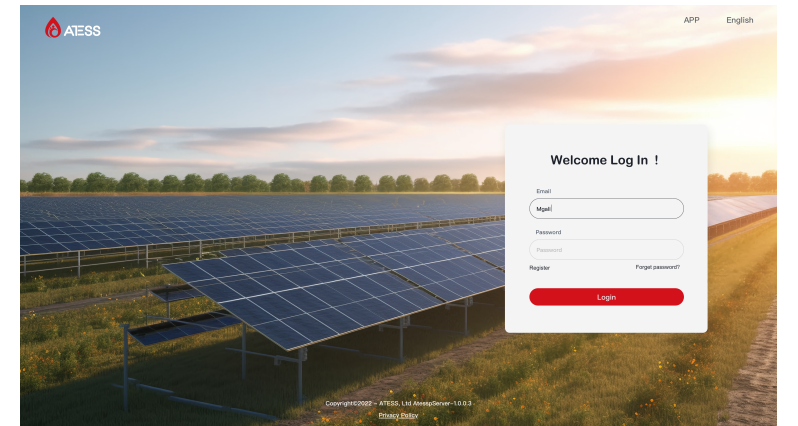 ATESS
APP
English
Welcome Log In !
Email
Mgali
Password
Password
Register
Forget password?
Login
Copyright©2022 - ATESS, Ltd AtesspServer-1.0.0.3
Privacy Policy